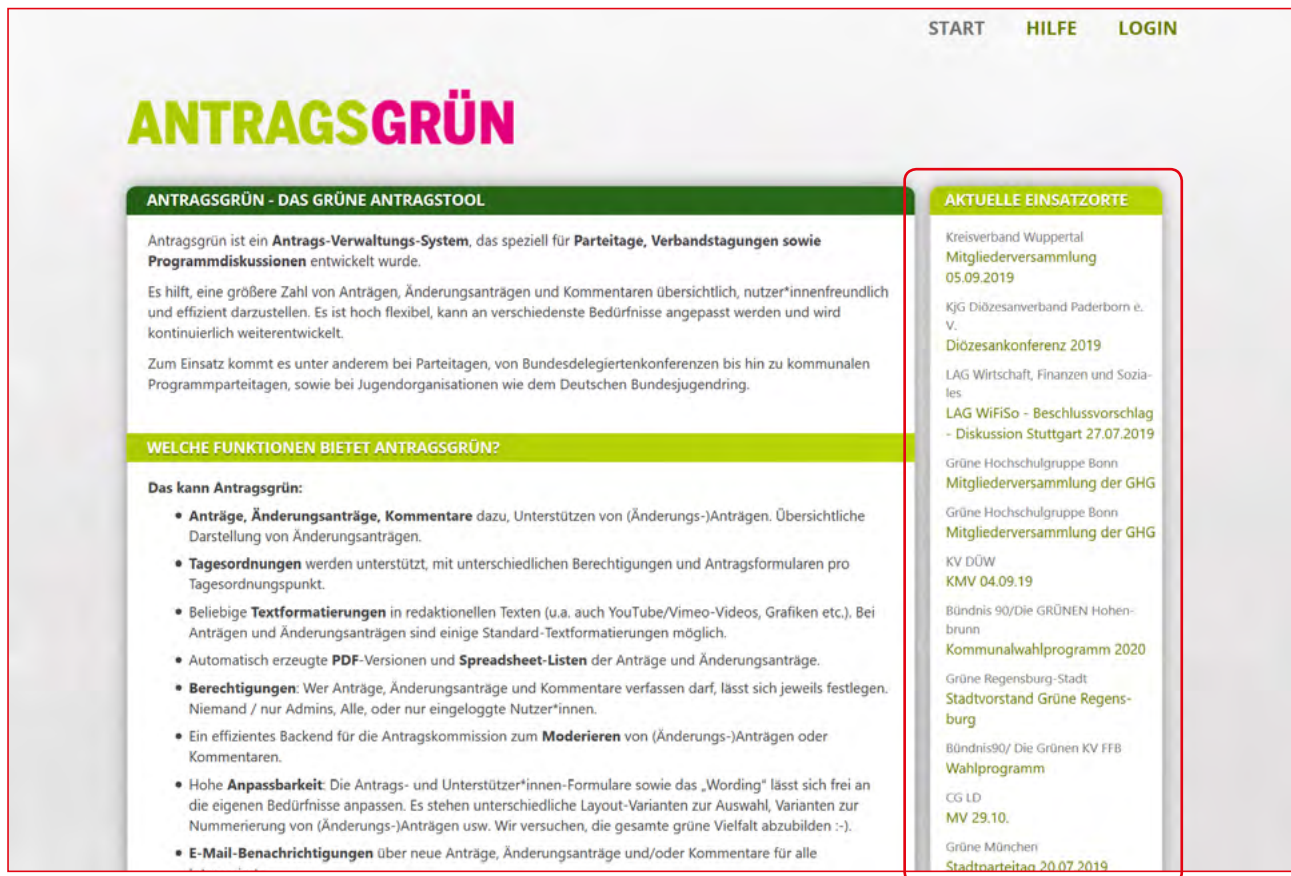 START HILFE LOGIN
ANTRAGSGRÜN
ANTRAGSGRÜN - DAS GRÜNE ANTRAGSTOOL
Antragsgrün ist ein Antrags-Verwaltungs-System, das speziell für Parteitage, Verbandstagungen sowie
Programmdiskussionen entwickelt wurde.
Es hilft, eine größere Zahl von Anträgen, Änderungsanträgen und Kommentaren übersichtlich, nutzer*innenfreundlich
und effizient darzustellen. Es ist hoch flexibel, kann an verschiedenste Bedürfnisse angepasst werden und wird
kontinuierlich weiterentwickelt.
Zum Einsatz kommt es unter anderem bei Parteitagen, von Bundesdelegiertenkonferenzen bis hin zu kommunalen
Programmparteitagen, sowie bei Jugendorganisationen wie dem Deutschen Bundesjugendring.
WELCHE FUNKTIONEN BIETET ANTRAGSGRÜN?
Das kann Antragsgrün:
• Anträge, Änderungsanträge, Kommentare dazu, Unterstützen von (Änderungs-)Anträgen. Übersichtliche
Darstellung von Änderungsanträgen.
• Tagesordnungen werden unterstützt, mit unterschiedlichen Berechtigungen und Antragsformularen pro
Tagesordnungspunkt.
• Beliebige Textformatierungen in redaktionellen Texten (u.a. auch YouTube/Vimeo-Videos, Grafiken etc.). Bei
Anträgen und Änderungsanträgen sind einige Standard-Textformatierungen möglich.
• Automatisch erzeugte PDF-Versionen und Spreadsheet-Listen der Anträge und Änderungsanträge.
• Berechtigungen: Wer Anträge, Änderungsanträge und Kommentare verfassen darf, lässt sich jeweils festlegen.
Niemand / nur Admins, Alle, oder nur eingeloggte Nutzer*innen.
• Ein effizientes Backend für die Antragskommission zum Moderieren von (Änderungs-)Anträgen oder
Kommentaren.
• Hohe Anpassbarkeit: Die Antrags- und Unterstützer*innen-Formulare sowie das „Wording“ lässt sich frei an
die eigenen Bedürfnisse anpassen. Es stehen unterschiedliche Layout-Varianten zur Auswahl, Varianten zur
Nummerierung von (Änderungs-)Anträgen usw. Wir versuchen, die gesamte grüne Vielfalt abzubilden :-).
• E-Mail-Benachrichtigungen über neue Anträge, Änderungsanträge und/oder Kommentare für alle
AKTUELLE EINSATZORTE
Kreisverband Wuppertal
Mitgliederversammlung
05.09.2019
KjG Diözesanverband Paderborn e.
V.
Diözesankonferenz 2019
LAG Wirtschaft, Finanzen und Sozia-
les
LAG WiFiSo - Beschlussvorschlag
- Diskussion Stuttgart 27.07.2019
Grüne Hochschulgruppe Bonn
Mitgliederversammlung der GHG
Grüne Hochschulgruppe Bonn
Mitgliederversammlung der GHG
KV DÜW
KMV 04.09.19
Bündnis 90/Die GRÜNEN Hohen-
brunn
Kommunalwahlprogramm 2020
Grüne Regensburg-Stadt
Stadtvorstand Grüne Regens-
burg
Bündnis90/ Die Grünen KV FFB
Wahlprogramm
CG LD
MV 29.10.
Grüne München
Stadtparteitag 20.07.2019